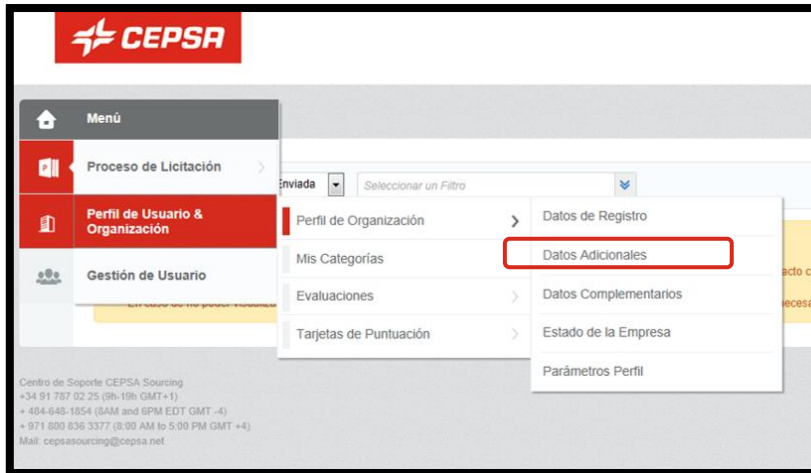 CEPSA
Menú
Proceso de Licitación
Enviada
Seleccionar un Filtro
Perfil de Usuario &
Organización
Perfil de Organización
Datos de Registro
Mis Categorías
Datos Adicionales
Gestión de Usuario
Evaluaciones
Datos Complementarios
Tarjetas de Puntuación
Estado de la Empresa
Parámetros Perfil
Centro de Soporte CEPSA Sourcing
+34 91 787 02 25 (9h-19h GMT+1)
+ 484-648-1854 (8AM and 6PM EDT GMT -4)
+ 971 800 836 3377 (8:00 AM to 5:00 PM GMT +4)
Mail: cepsasourcing@cepsa.net